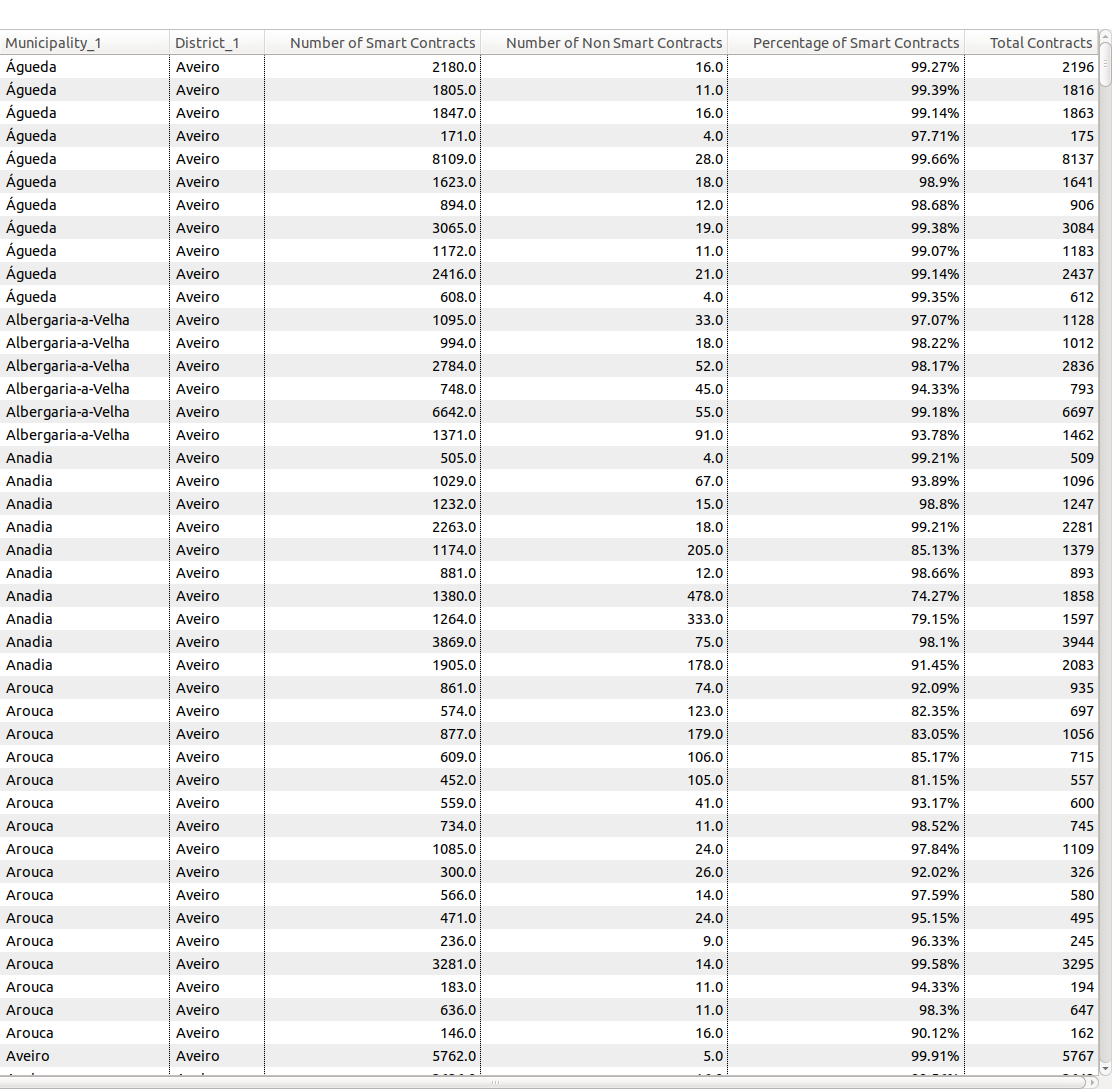 Municipality_1 District_1 Number of Smart Contracts Number of Non Smart Contracts Percentage of Smart Contracts Total Contracts
Águeda Aveiro 2180.0 16.0 99.27% 2196
Águeda Aveiro 1805.0 11.0 99.39% 1816
Águeda Aveiro 1847.0 16.0 99.14% 1863
Águeda Aveiro 171.0 4.0 97.71% 175
Águeda Aveiro 8109.0 28.0 99.66% 8137
Águeda Aveiro 1623.0 18.0 98.9% 1641
Águeda Aveiro 894.0 12.0 98.68% 906
Águeda Aveiro 3065.0 19.0 99.38% 3084
Águeda Aveiro 1172.0 11.0 99.07% 1183
Águeda Aveiro 2416.0 21.0 99.14% 2437
Águeda Aveiro 608.0 4.0 99.35% 612
Albergaria-a-Velha Aveiro 1095.0 33.0 97.07% 1128
Albergaria-a-Velha Aveiro 994.0 18.0 98.22% 1012
Albergaria-a-Velha Aveiro 2784.0 52.0 98.17% 2836
Albergaria-a-Velha Aveiro 748.0 45.0 94.33% 793
Albergaria-a-Velha Aveiro 6642.0 55.0 99.18% 6697
Albergaria-a-Velha Aveiro 1371.0 91.0 93.78% 1462
Anadia Aveiro 505.0 4.0 99.21% 509
Anadia Aveiro 1029.0 67.0 93.89% 1096
Anadia Aveiro 1232.0 15.0 98.8% 1247
Anadia Aveiro 2263.0 18.0 99.21% 2281
Anadia Aveiro 1174.0 205.0 85.13% 1379
Anadia Aveiro 881.0 12.0 98.66% 893
Anadia Aveiro 1380.0 478.0 74.27% 1858
Anadia Aveiro 1264.0 333.0 79.15% 1597
Anadia Aveiro 3869.0 75.0 98.1% 3944
Anadia Aveiro 1905.0 178.0 91.45% 2083
Arouca Aveiro 861.0 74.0 92.09% 935
Arouca Aveiro 574.0 123.0 82.35% 697
Arouca Aveiro 877.0 179.0 83.05% 1056
Arouca Aveiro 609.0 106.0 85.17% 715
Arouca Aveiro 452.0 105.0 81.15% 557
Arouca Aveiro 559.0 41.0 93.17% 600
Arouca Aveiro 734.0 11.0 98.52% 745
Arouca Aveiro 1085.0 24.0 97.84% 1109
Arouca Aveiro 300.0 26.0 92.02% 326
Arouca Aveiro 566.0 14.0 97.59% 580
Arouca Aveiro 471.0 24.0 95.15% 495
Arouca Aveiro 236.0 9.0 96.33% 245
Arouca Aveiro 3281.0 14.0 99.58% 3295
Arouca Aveiro 183.0 11.0 94.33% 194
Arouca Aveiro 636.0 11.0 98.3% 647
Arouca Aveiro 146.0 16.0 90.12% 162
Aveiro Aveiro 5762.0 5.0 99.91% 5767